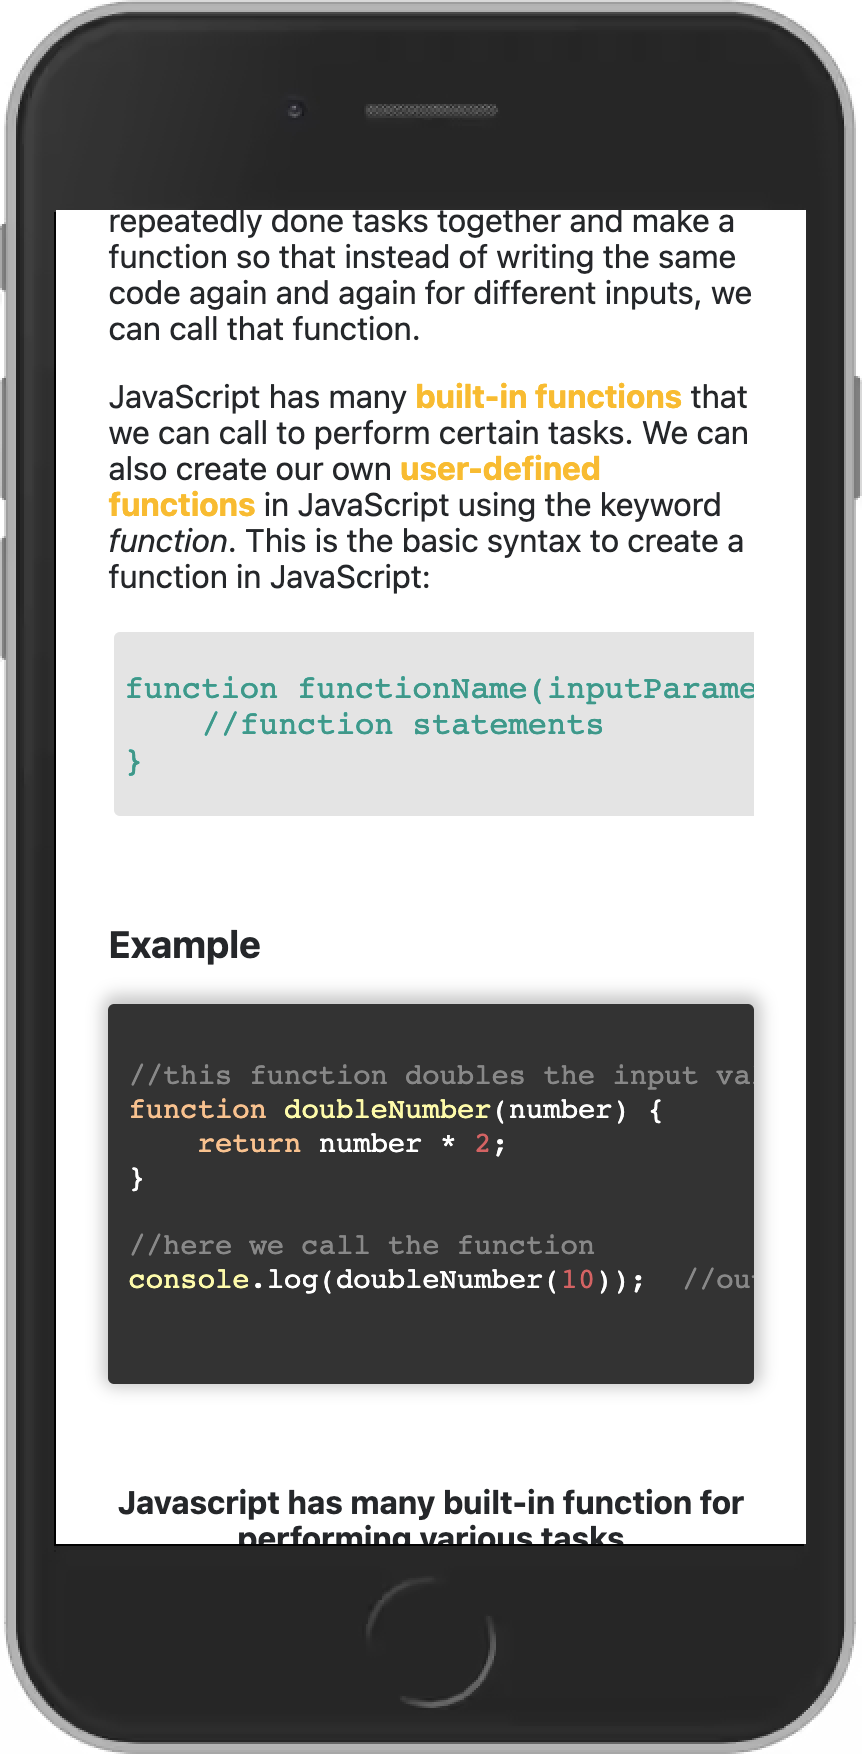 repeatedly done tasks together and make a
function so that instead of writing the same
code again and again for different inputs, we
can call that function.
JavaScript has many built-in functions that
we can call to perform certain tasks. We can
also create our own user-defined
functions in JavaScript using the keyword
function. This is the basic syntax to create a
function in JavaScript:
function functionName(inputParame
//function statements
}
Example
//this function doubles the input va
function doubleNumber(number) {
return number * 2;
}
//here we call the function
console.log(doubleNumber(10)); //ou
Javascript has many built-in function for
performing various tasks